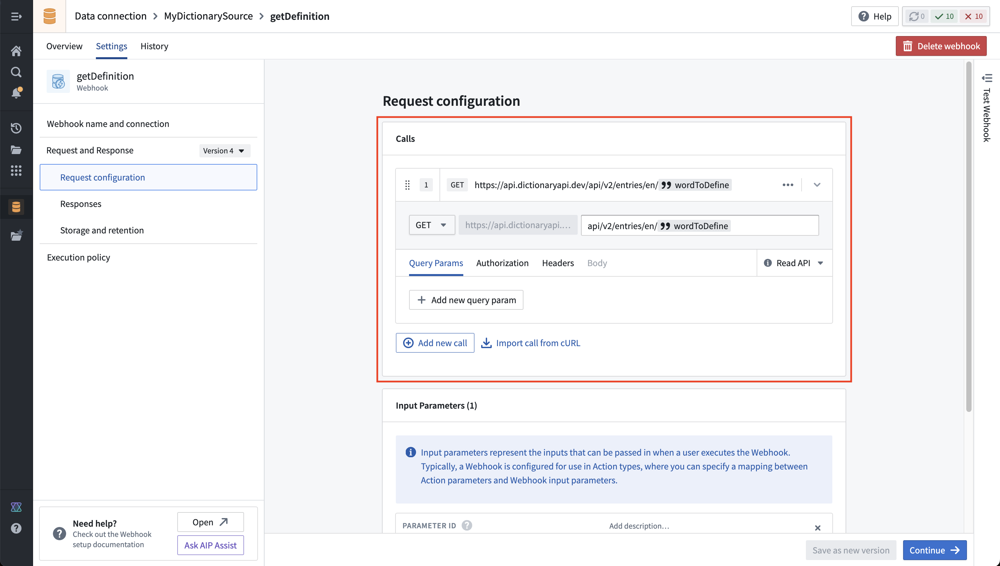 Data connection > MyDictionarySource > getDefinition
Help
0
10
10
Overview
Settings
History
Delete webhook
getDefinition
Webhook
Webhook name and connection
Request and Response
Version 4
Request configuration
Responses
Storage and retention
Execution policy
Need help?
Check out the Webhook
setup documentation
Open
Ask AIP Assist
Request configuration
Calls
1
GET
https://api.dictionaryapi.dev/api/v2/entries/en/ wordToDefine
GET
https://api.dictionaryapi....
api/v2/entries/en/ wordToDefine
Query Params
Authorization
Headers
Body
Read API
Add new query param
Add new call
Import call from cURL
Input Parameters (1)
Input parameters represent the inputs that can be passed in when a user executes the Webhook.
Typically, a Webhook is configured for use in Action types, where you can specify a mapping between
Action parameters and Webhook input parameters.
PARAMETER ID
Add description...
Save as new version
Continue
Test Webhook